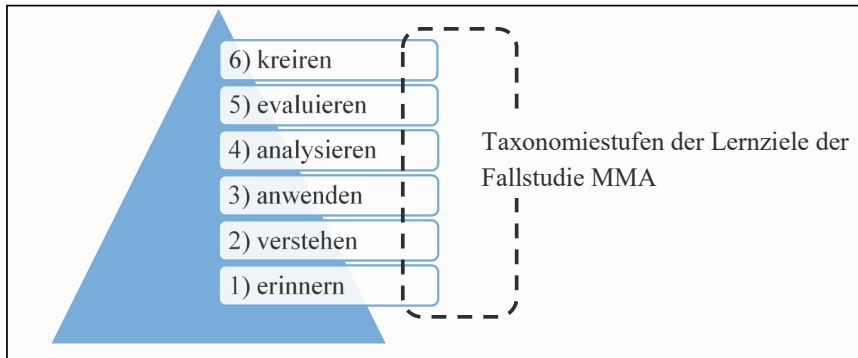 6) kreiren
5) evaluieren
4) analysieren
3) anwenden
2) verstehen
1) erinnern
Taxonomiestufen der Lernziele der
Fallstudie MMA